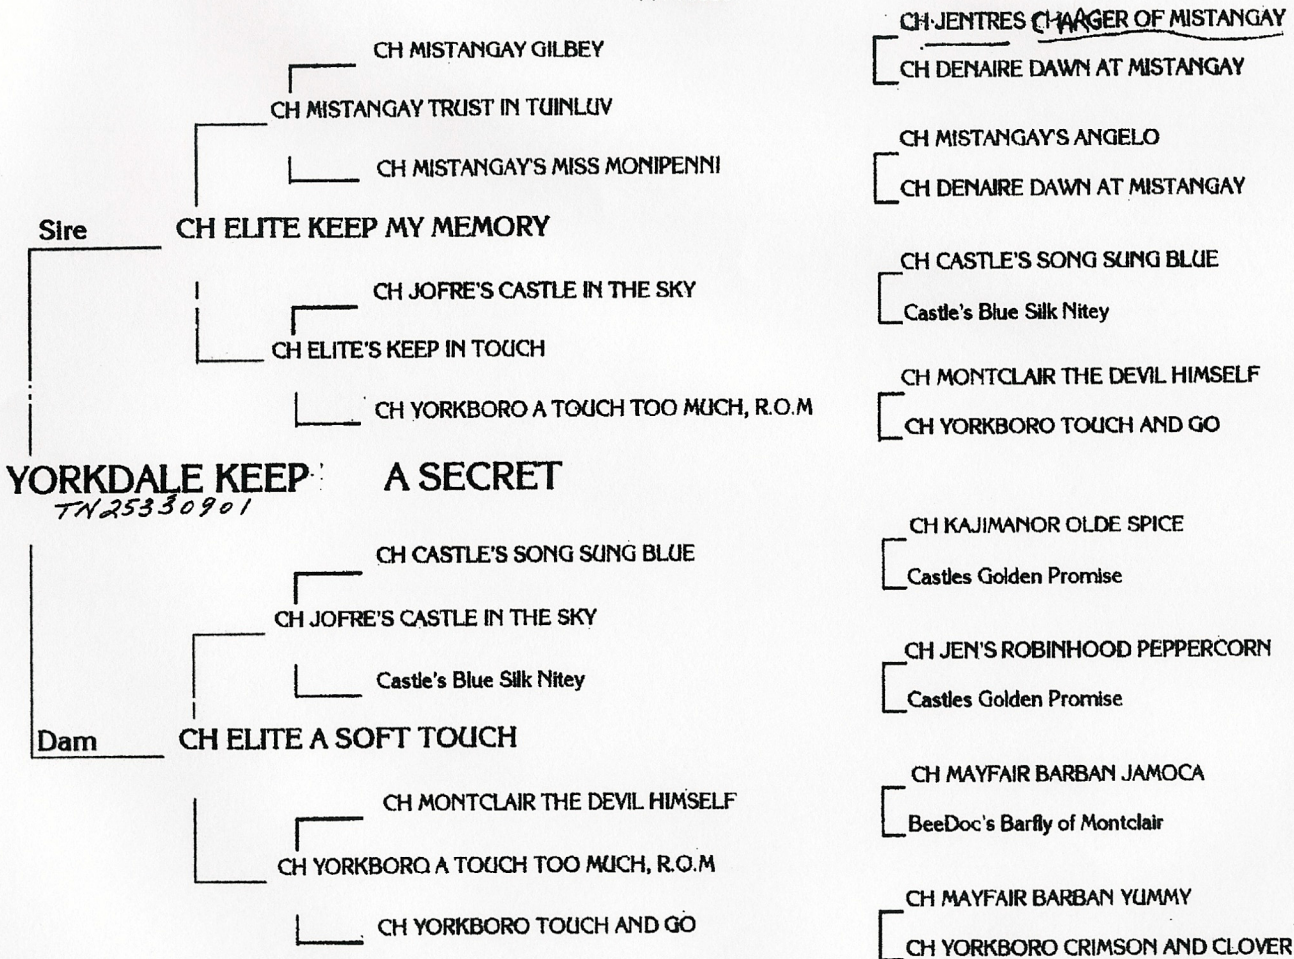 CH JENTRES CHARGER OF MISTANGAY
CH MISTANGAY GILBEY
CH DENAIRE DAWN AT MISTANGAY
CH MISTANGAY TRUST IN TUINLUV
CH MISTANGAY'S ANGELO
CH MISTANGAY'S MISS MONIPENNI
CH DENAIRE DAWN AT MISTANGAY
Sire
CH ELITE KEEP MY MEMORY
CH CASTLE'S SONG SUNG BLUE
CH JOFRE'S CASTLE IN THE SKY
Castle's Blue Silk Nitey
CH ELITE'S KEEP IN TOUCH
CH MONTCLAIR THE DEVIL HIMSELF
CH YORKBORO A TOUCH TOO MUCH, R.O.M
CH YORKBORO TOUCH AND GO
YORKDALE KEEP A SECRET
TN25330901
CH KAJIMANOR OLDE SPICE
CH CASTLE'S SONG SUNG BLUE
Castles Golden Promise
CH JOFRE'S CASTLE IN THE SKY
CH JEN'S ROBINHOOD PEPPERCORN
Castle's Blue Silk Nitey
Castles Golden Promise
Dam
CH ELITE A SOFT TOUCH
CH MAYFAIR BARBAN JAMOCA
CH MONTCLAIR THE DEVIL HIMSELF
BeeDoc's Barfly of Montclair
CH YORKBORO A TOUCH TOO MUCH, R.O.M
CH MAYFAIR BARBAN YUMMY
CH YORKBORO TOUCH AND GO
CH YORKBORO CRIMSON AND CLOVER